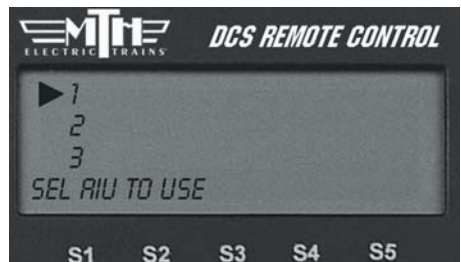 MTH DCS REMOTE CONTROL
ELECTRIC TRAINS
1
2
3
SEL AIU TO USE
S1 S2 S3 S4 S5